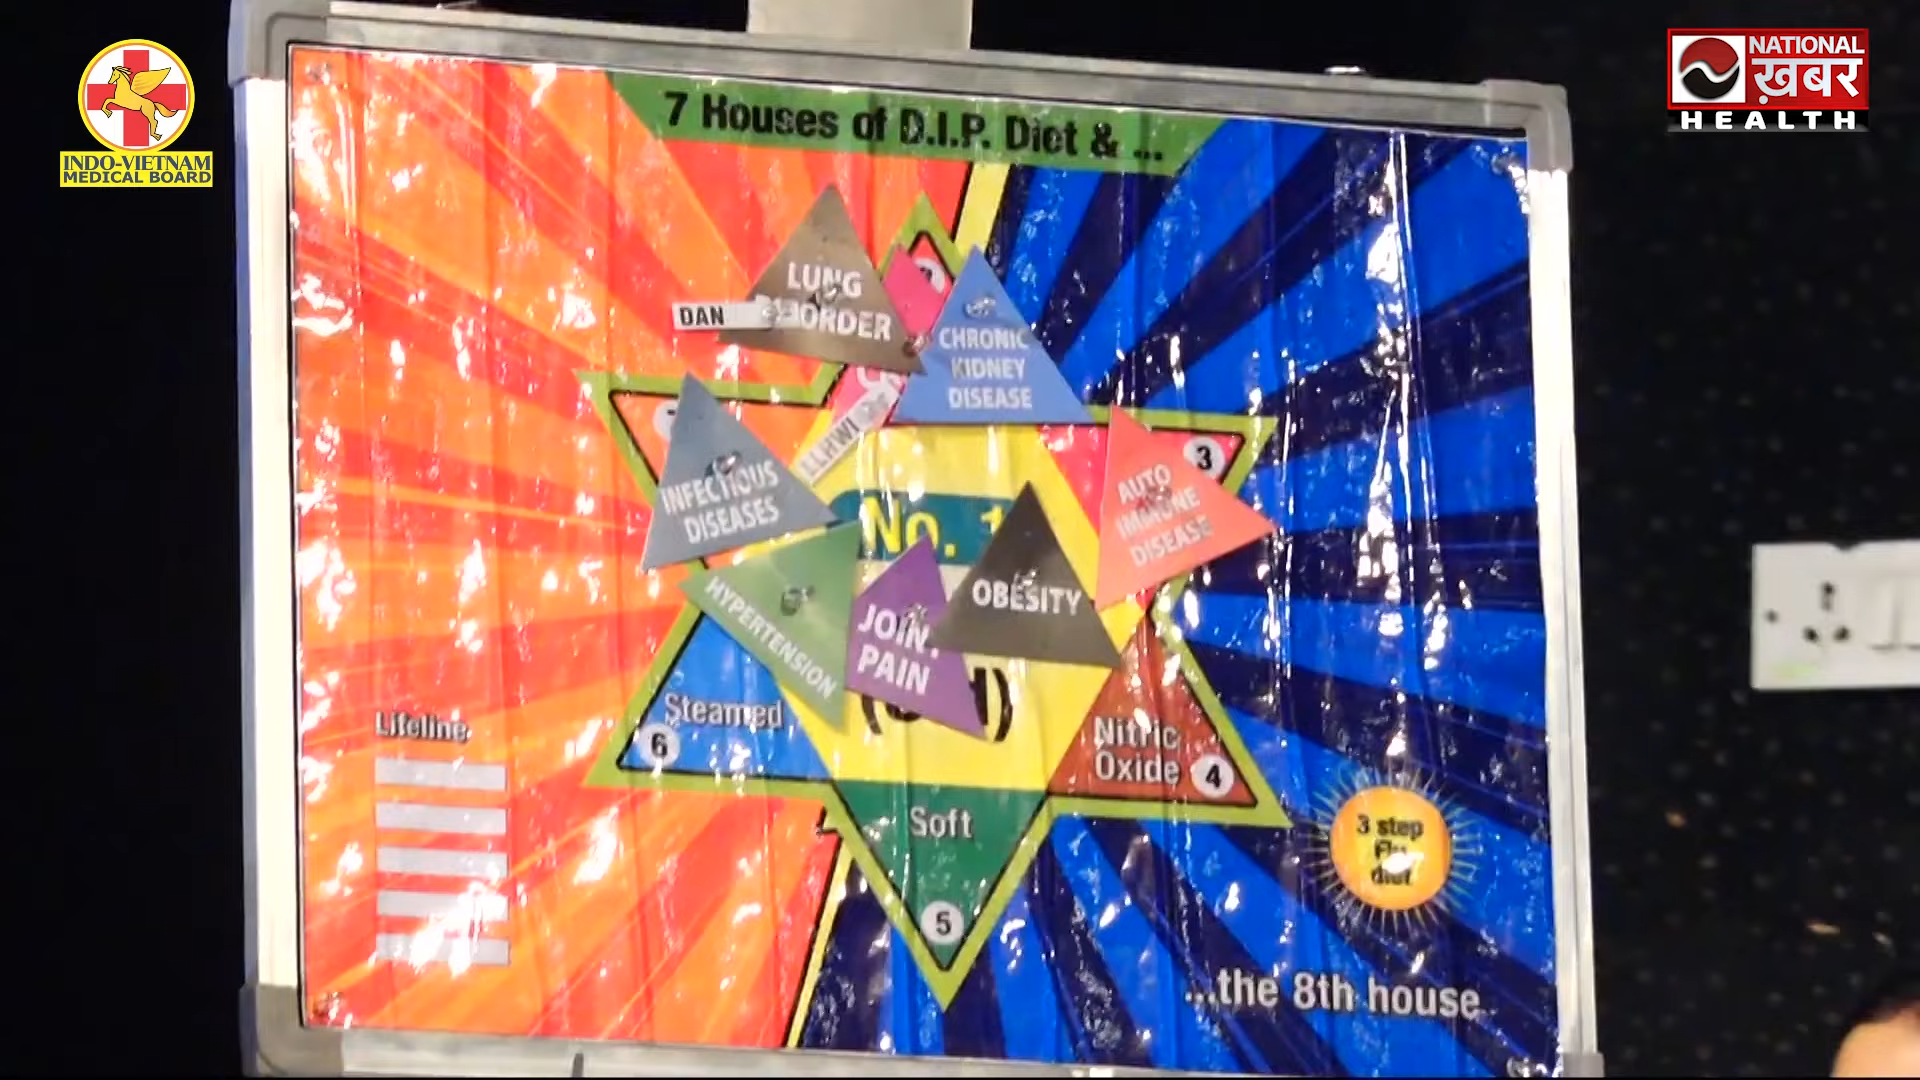 INDO-VIETNAM
MEDICAL BOARD
NATIONAL
ख़बर
HEALTH
7 Houses of D.I.P. Diet & ...
LUNG
DAN
CHRONIC
KIDNEY
DISEASE
LLHWI
3
AUTO
IMMUNE
DISEASE
INFECTIOUS
DISEASES
No. 1
OBESITY
HYPERTENSION
JOINT
PAIN
Steamed
6
Nitric
Oxide
4
Lifeline
Soft
5
3 step
Flu
diet
...the 8th house